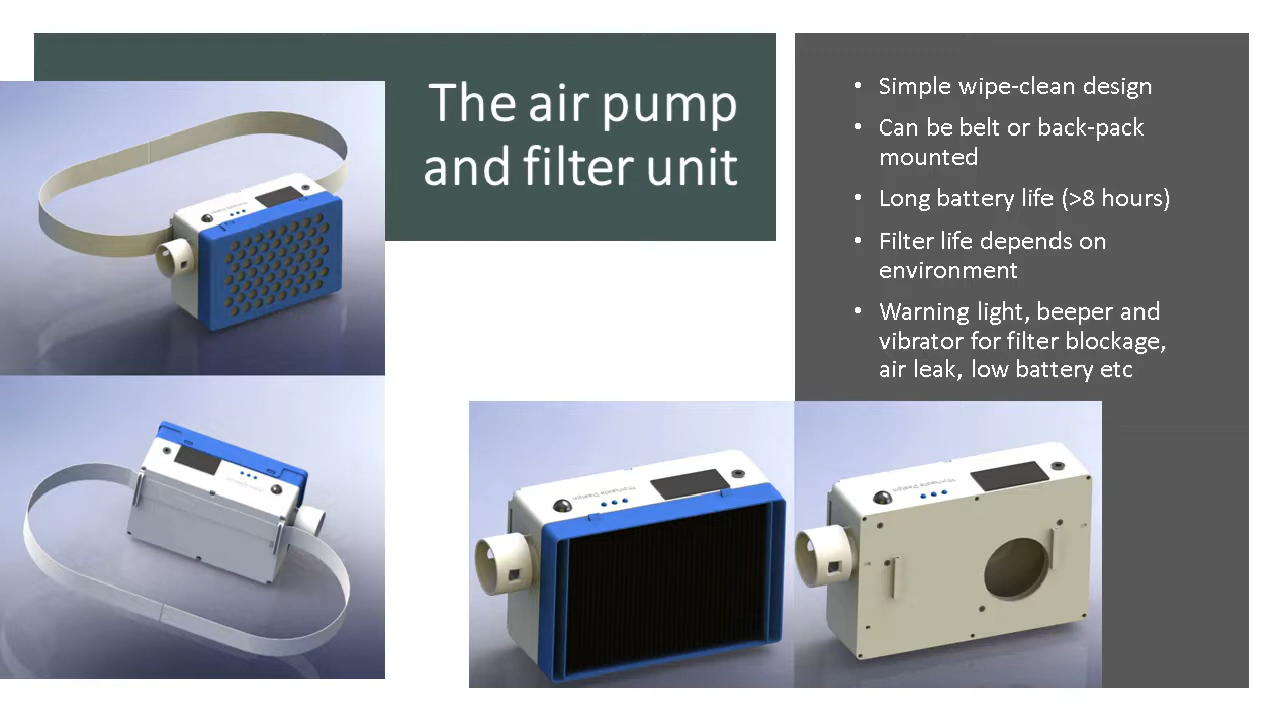 The air pump
and filter unit
• Simple wipe-clean design
• Can be belt or back-pack
mounted
• Long battery life (>8 hours)
• Filter life depends on
environment
• Warning light, beeper and
vibrator for filter blockage,
air leak, low battery etc